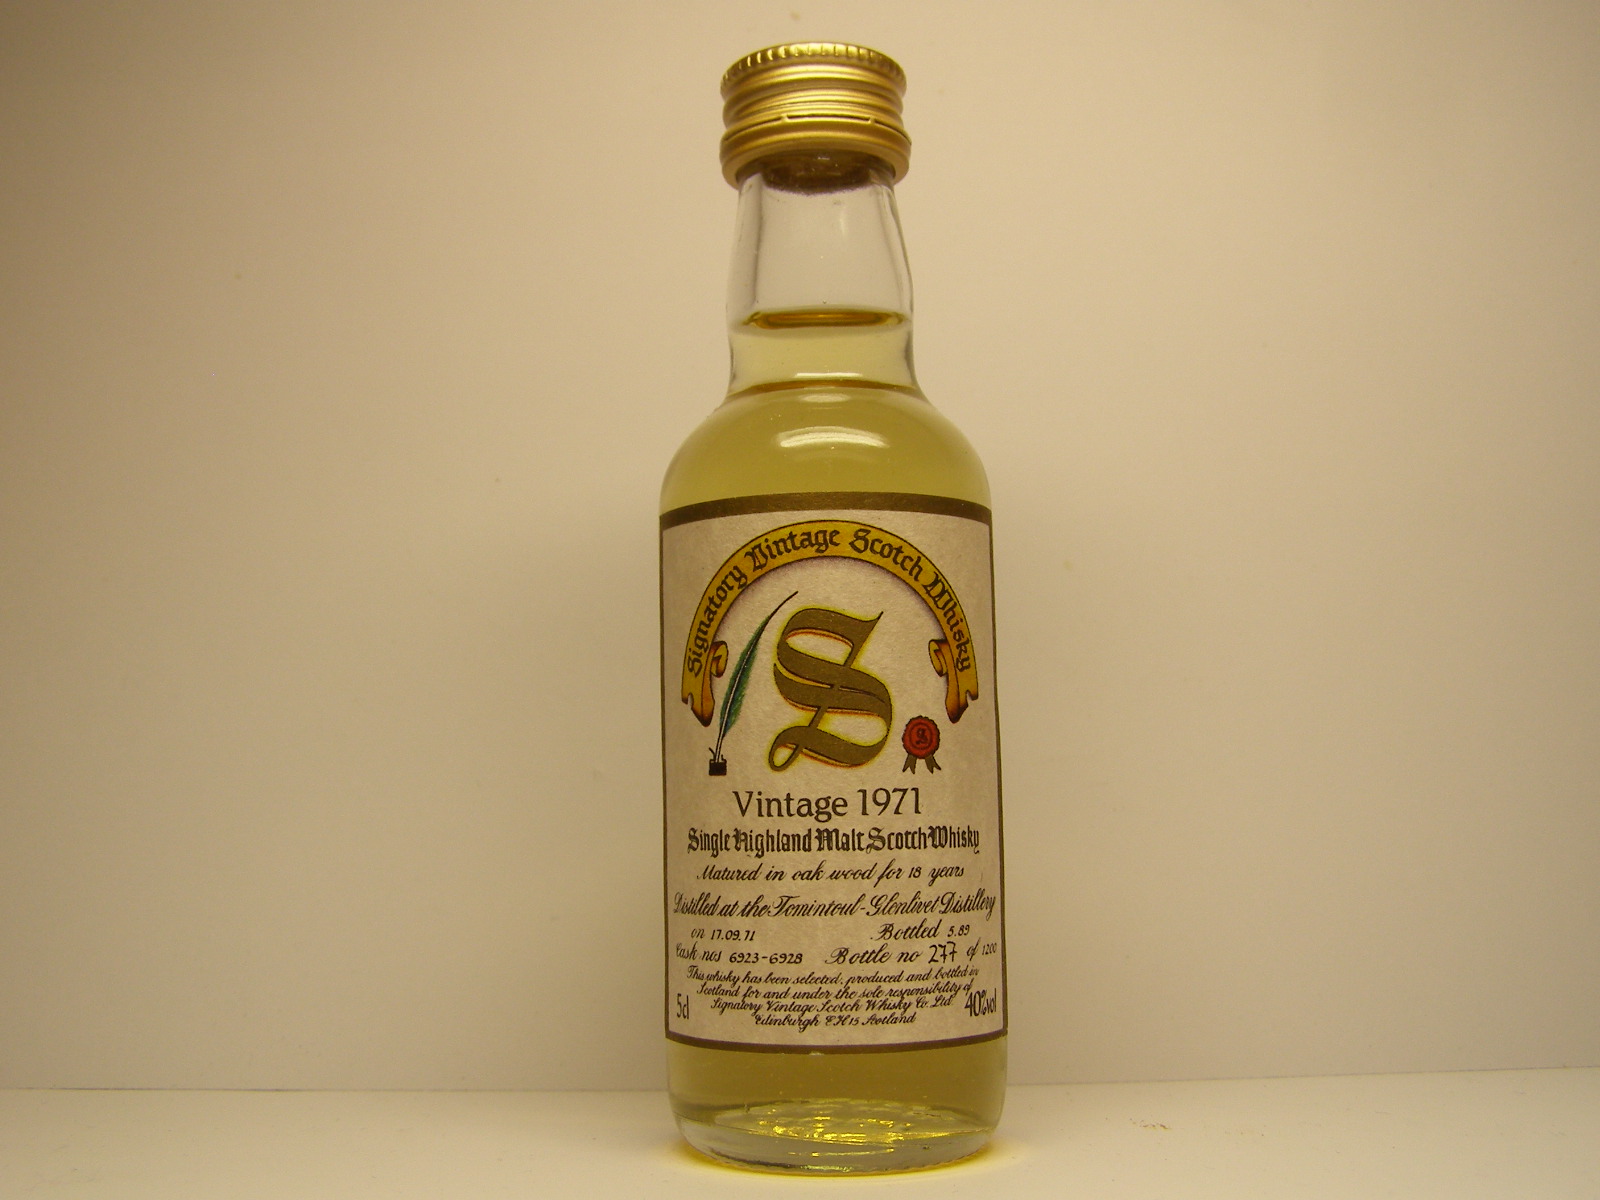 Signatory Vintage Scotch Whisky
S
S
Vintage 1971
Single Highland Malt Scotch Whisky
Matured in oak wood for 18 years
Distilled at the Tomintoul-Glenlivet Distillery
on 17.09.71 Bottled 5.89
Cask nos 6923-6928 Bottle no 277 of 1200
This whisky has been selected, produced and bottled in
Scotland for and under the sole responsibility of
5cl Signatory Vintage Scotch Whisky Co. Ltd. 40%vol
Edinburgh EH15 Scotland